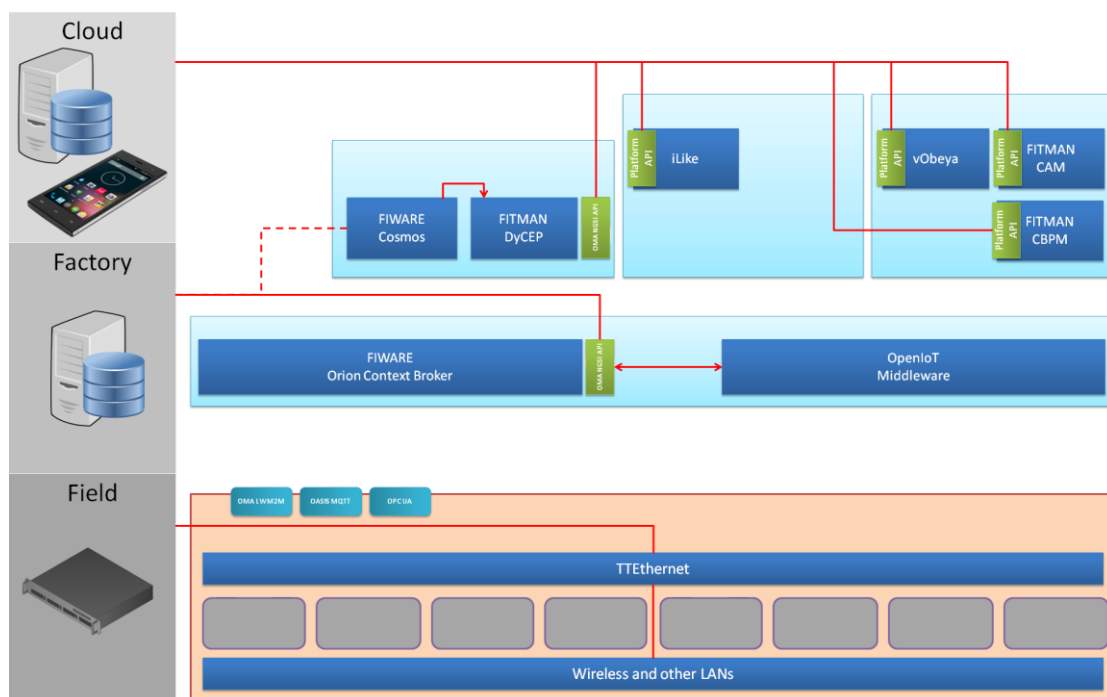 Cloud
Platform
API
iLike
Platform
API
vObeya
Platform
API
FITMAN
CAM
FIWARE
Cosmos
FITMAN
DyCEP
OMA NGSI API
Platform
API
FITMAN
CBPM
Factory
FIWARE
Orion Context Broker
OMA NGSI API
OpenIoT
Middleware
Field
OMA LWM2M
OASIS MQTT
OPC UA
TTEthernet
Wireless and other LANs